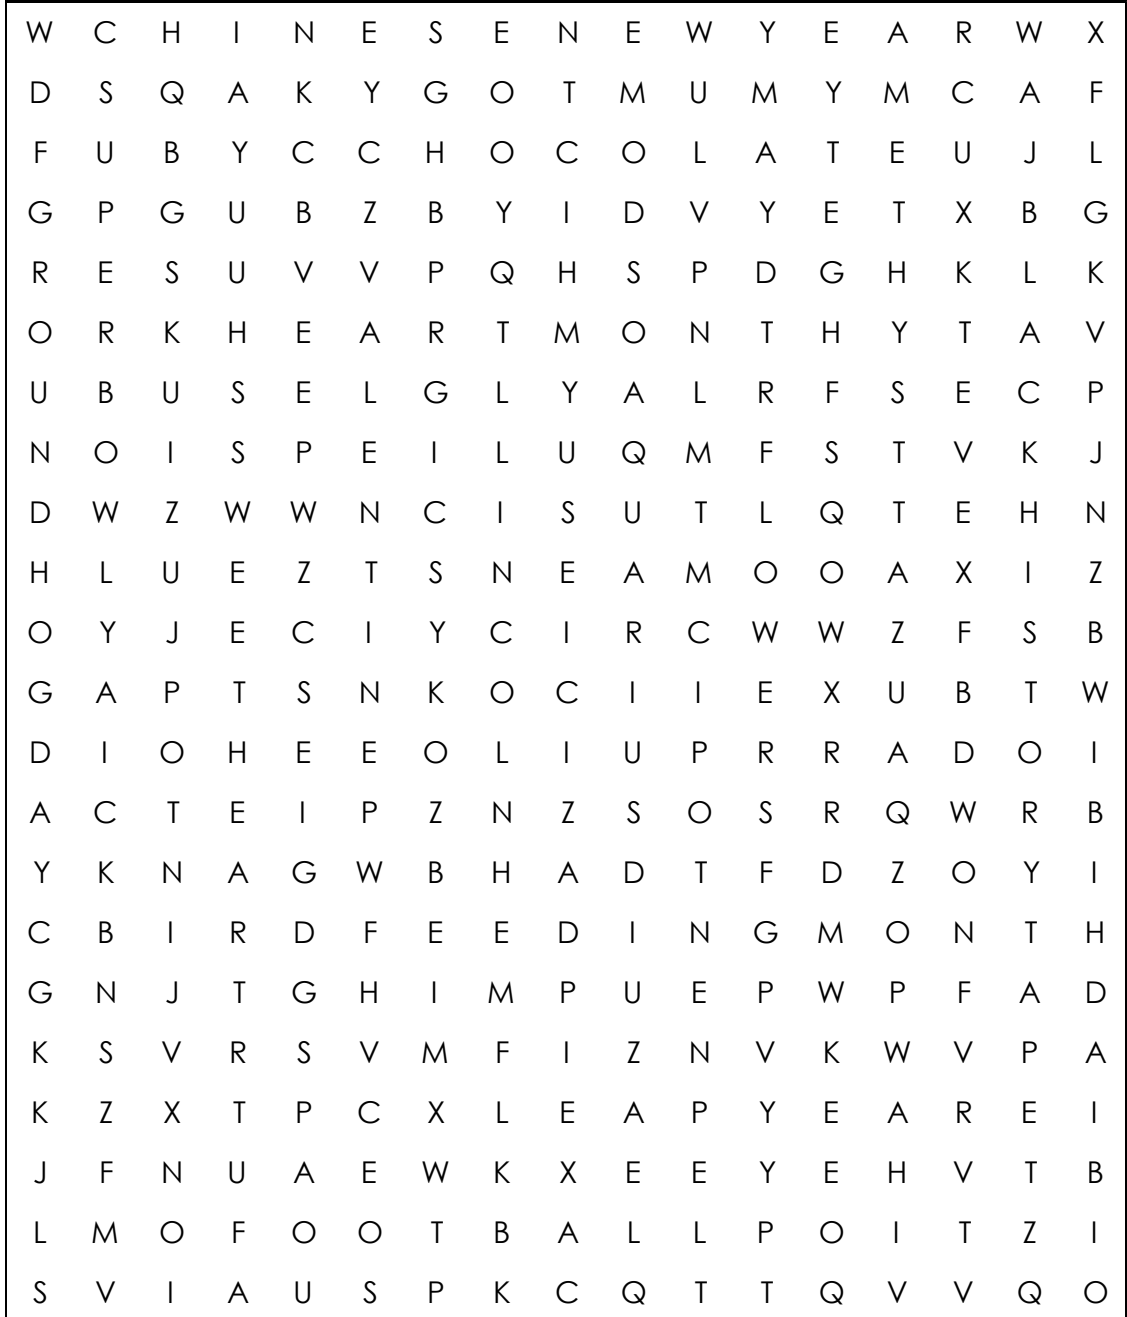 W C H I N E S E N E W Y E A R W X
D S Q A K Y G O T M U M Y M C A F
F U B Y C C H O C O L A T E U J L
G P G U B Z B Y I D V Y E T X B G
R E S U V V P Q H S P D G H K L K
O R K H E A R T M O N T H Y T A V
U B U S E L G L Y A L R F S E C P
N O I S P E I L U Q M F S T V K J
D W Z W W N C I S U T L Q T E H N
H L U E Z T S N E A M O O A X I Z
O Y J E C I Y C I R C W W Z F S B
G A P T S N K O C I I E X U B T W
D I O H E E O L I U P R R A D O I
A C T E I P Z N Z S O S R Q W R B
Y K N A G W B H A D T F D Z O Y I
C B I R D F E E D I N G M O N T H
G N J T G H I M P U E P W P F A D
K S V R S V M F I Z N V K W V P A
K Z X T P C X L E A P Y E A R E I
J F N U A E W K X E E Y E H V T B
L M O F O O T B A L L P O I T Z I
S V I A U S P K C Q T T Q V V Q O